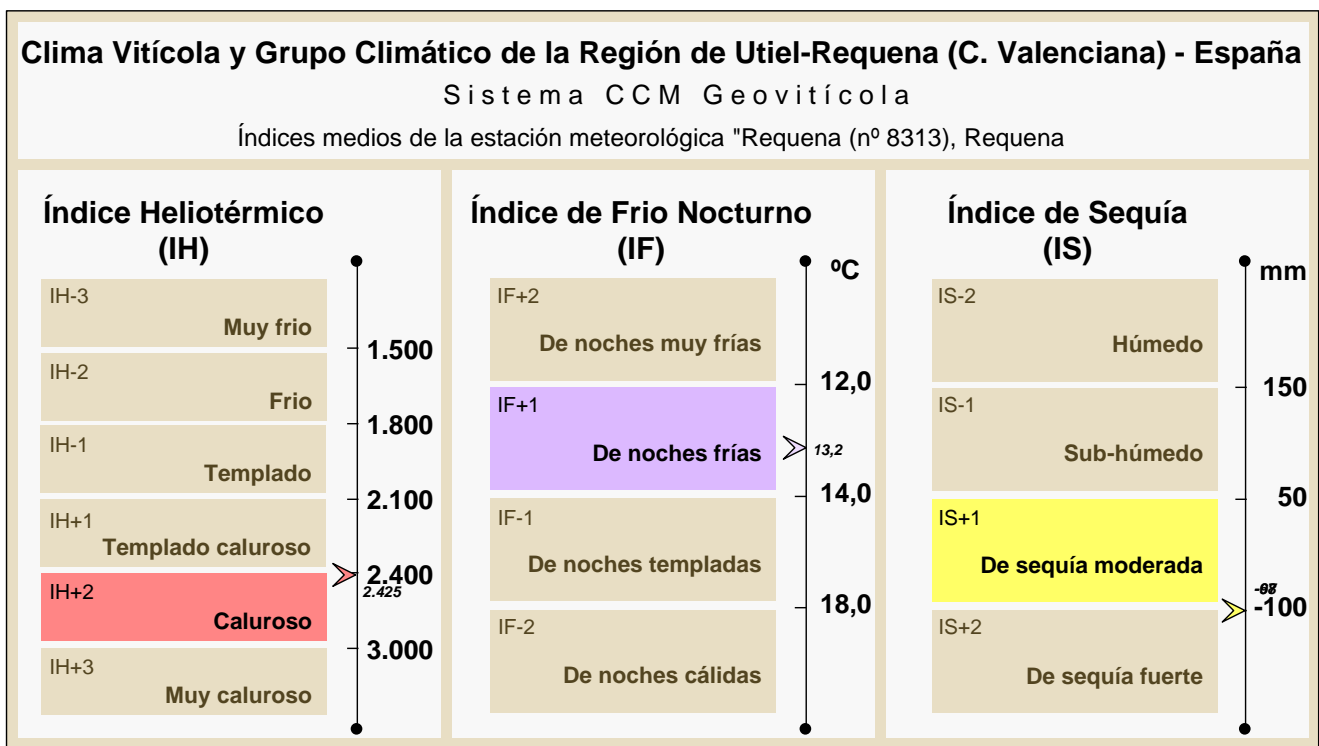 Clima Vitícola y Grupo Climático de la Región de Utiel-Requena (C. Valenciana) - España
Sistema CCM Geovitícola
Índices medios de la estación meteorológica "Requena (nº 8313), Requena
Índice Heliotérmico
(IH)
IH-3
Muy frio
1.500
IH-2
Frio
1.800
IH-1
Templado
2.100
IH+1
Templado caluroso
2.400
2.425
IH+2
Caluroso
3.000
IH+3
Muy caluroso
Índice de Frio Nocturno
(IF)
ºC
IF+2
De noches muy frías
12,0
IF+1
De noches frías
13,2
14,0
IF-1
De noches templadas
18,0
IF-2
De noches cálidas
Índice de Sequía
(IS)
mm
IS-2
Húmedo
150
IS-1
Sub-húmedo
50
IS+1
De sequía moderada
-100
IS+2
De sequía fuerte